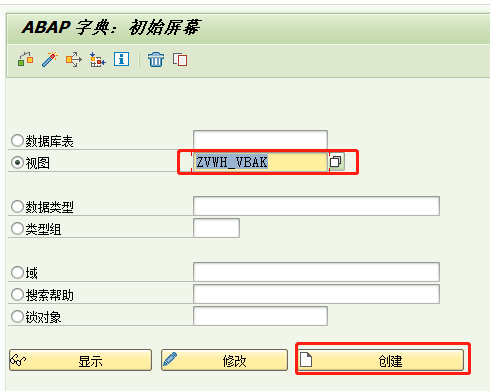 ABAP 字典：初始屏幕
数据库表
视图 ZVWH_VBAK
数据类型
类型组
域
搜索帮助
锁对象
显示 修改 创建